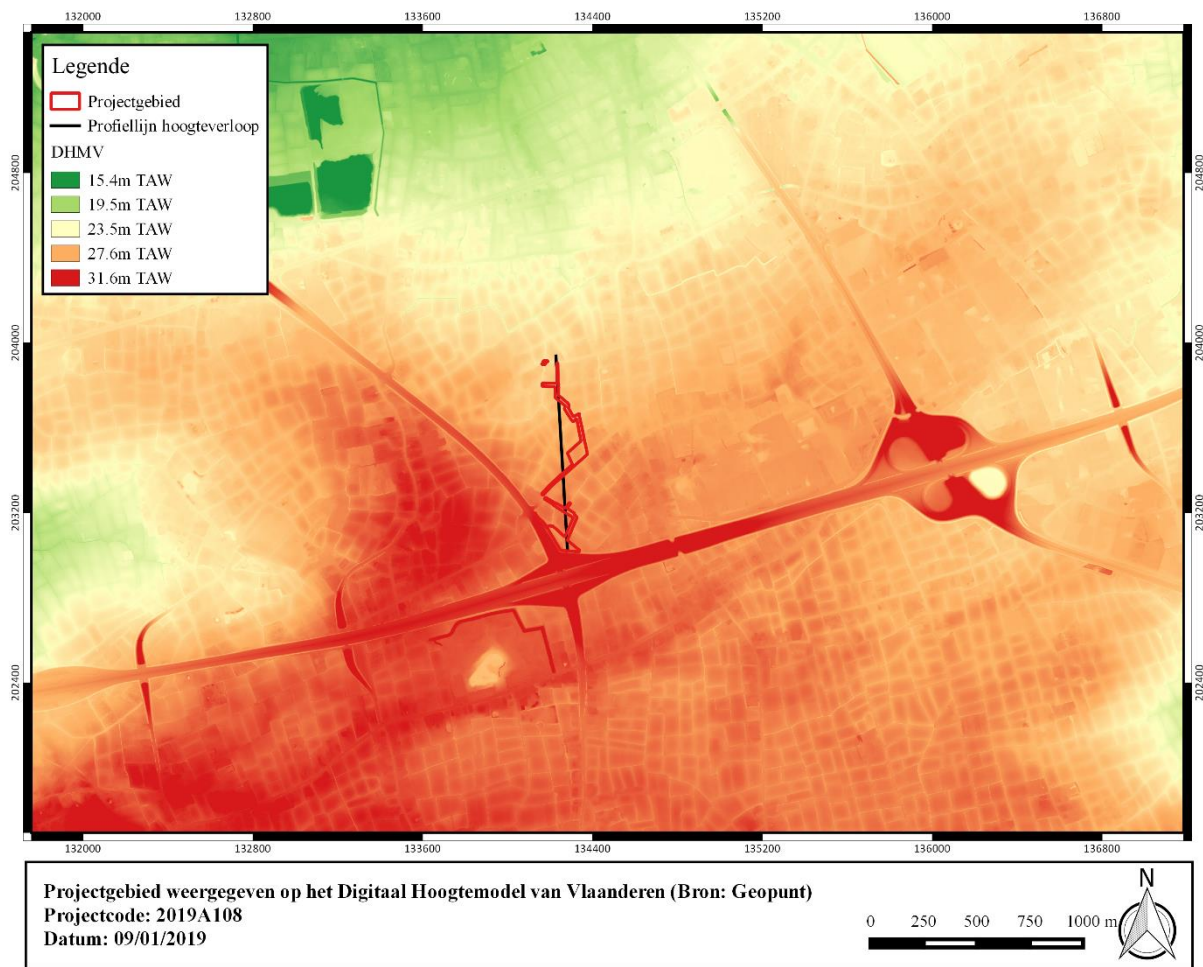 132000 132800 133600 134400 135200 136000 136800
Legende
Projectgebied
Profiellijn hoogteverloop
DHMV
15.4m TAW
19.5m TAW
23.5m TAW
27.6m TAW
31.6m TAW
204800 204800
204000 204000
203200 203200
202400 202400
132000 132800 133600 134400 135200 136000 136800
Projectgebied weergegeven op het Digitaal Hoogtemodel van Vlaanderen (Bron: Geopunt)
Projectcode: 2019A108
Datum: 09/01/2019
0 250 500 750 1000 m
N